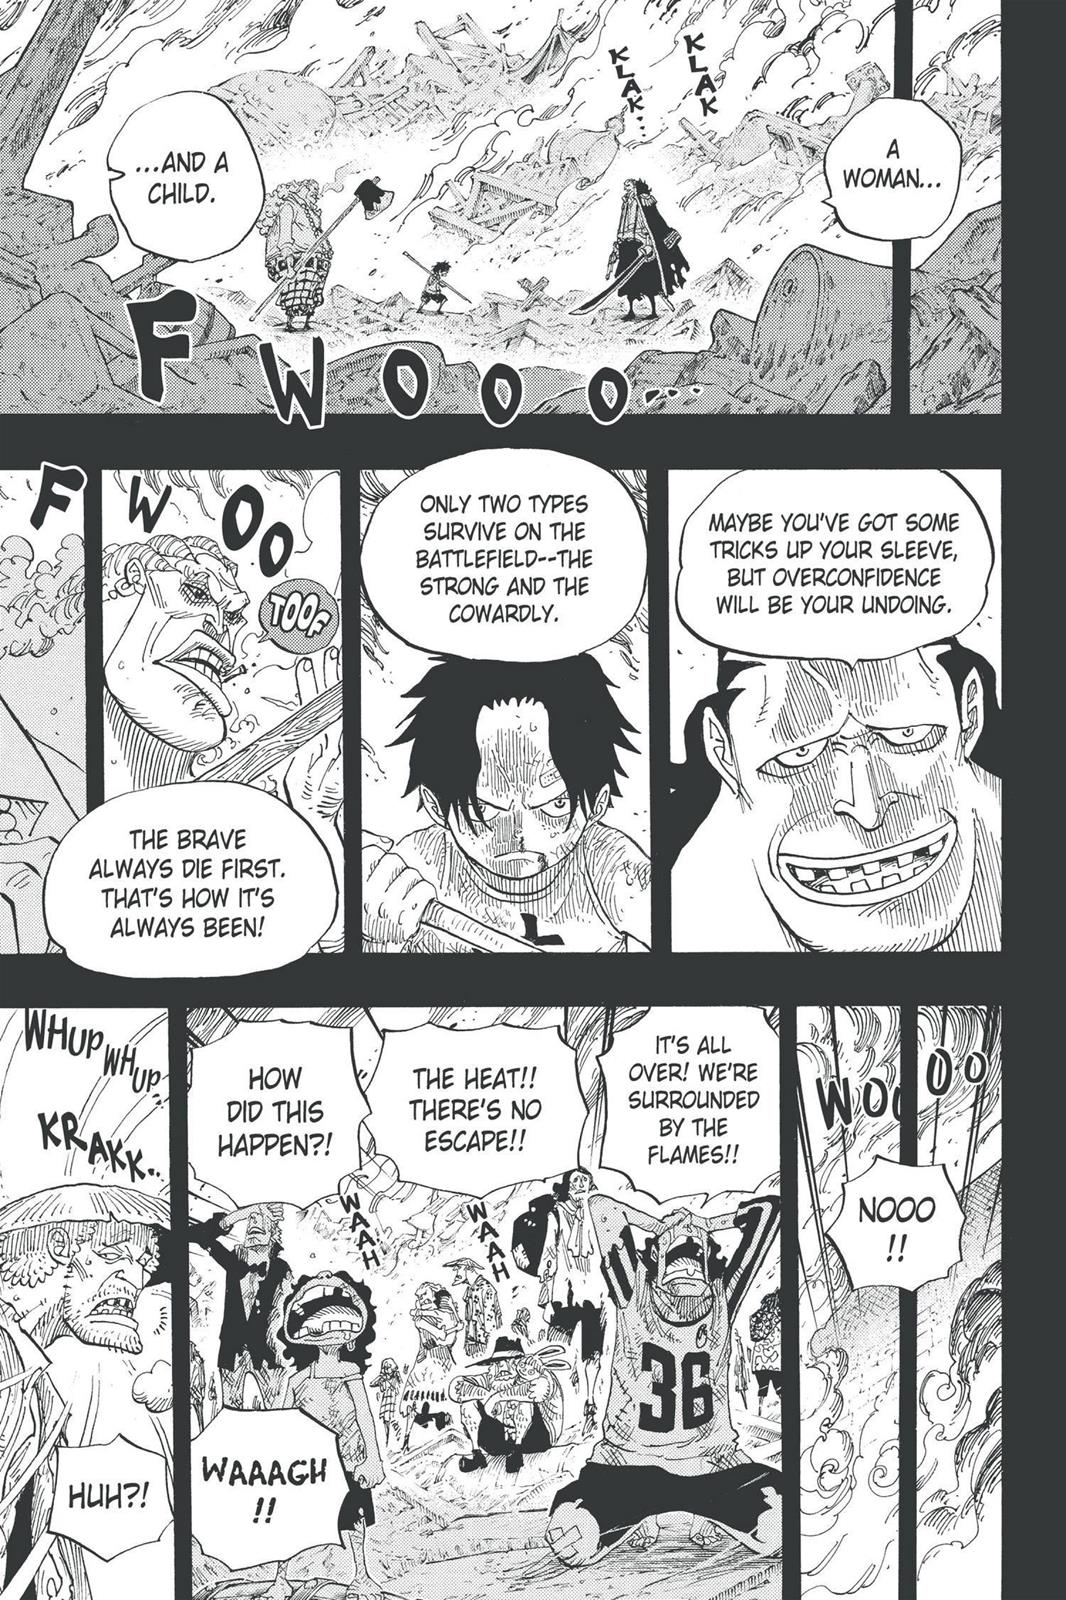 KLAK
KLAK...
A
WOMAN...
...AND A
CHILD.
FWOOO...
MAYBE YOU'VE GOT SOME
TRICKS UP YOUR SLEEVE,
BUT OVERCONFIDENCE
WILL BE YOUR UNDOING.
ONLY TWO TYPES
SURVIVE ON THE
BATTLEFIELD--THE
STRONG AND THE
COWARDLY.
FWOOO
TOOF
THE BRAVE
ALWAYS DIE FIRST.
THAT'S HOW IT'S
ALWAYS BEEN!
WOOOO
NOOO
!!
IT'S ALL
OVER! WE'RE
SURROUNDED
BY THE
FLAMES!!
THE HEAT!!
THERE'S NO
ESCAPE!!
HOW
DID THIS
HAPPEN?!
WAAH
WAAH
36
WAAAGH
!!
WHUP WHUP
KRAKK...
HUH?!